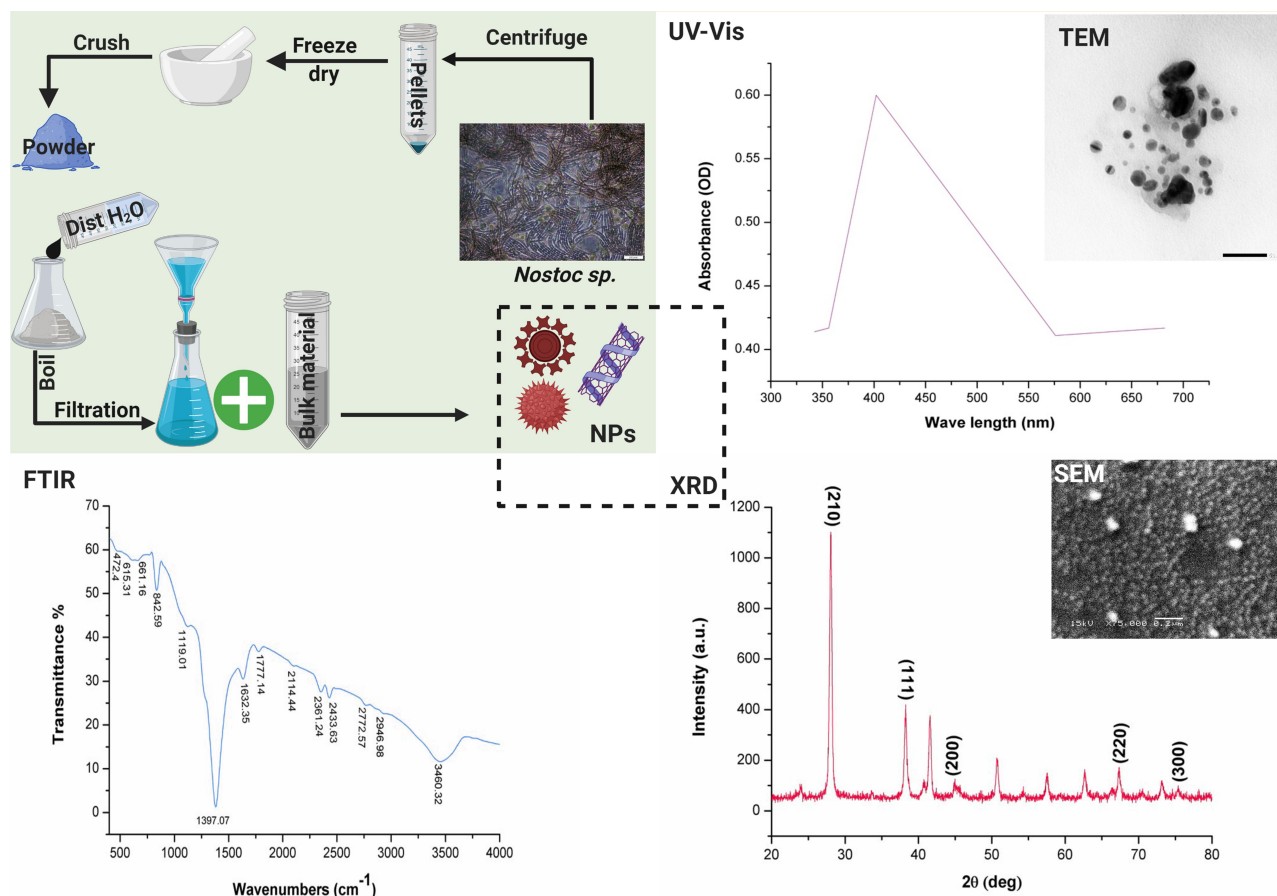 Crush
Freeze
dry
Centrifuge
Pellets
Powder
Dist H₂O
Nostoc sp.
Boil
Filtration
Bulk material
NPs
UV-Vis
TEM
0.60
0.55
0.50
0.45
0.40
Absorbance (OD)
300 350 400 450 500 550 600 650 700
Wave length (nm)
FTIR
70
60
50
40
30
20
10
0
Transmittance %
472.4
615.31
661.16
842.59
1119.01
1397.07
1632.35
1777.14
2114.44
2361.24
2433.63
2772.57
2946.98
3460.32
500 1000 1500 2000 2500 3000 3500 4000
Wavenumbers (cm⁻¹)
XRD
SEM
15kV X75,000 0.2µm
1200
1000
800
600
400
200
0
Intensity (a.u.)
(210)
(111)
(200)
(220)
(300)
20 30 40 50 60 70 80
2θ (deg)